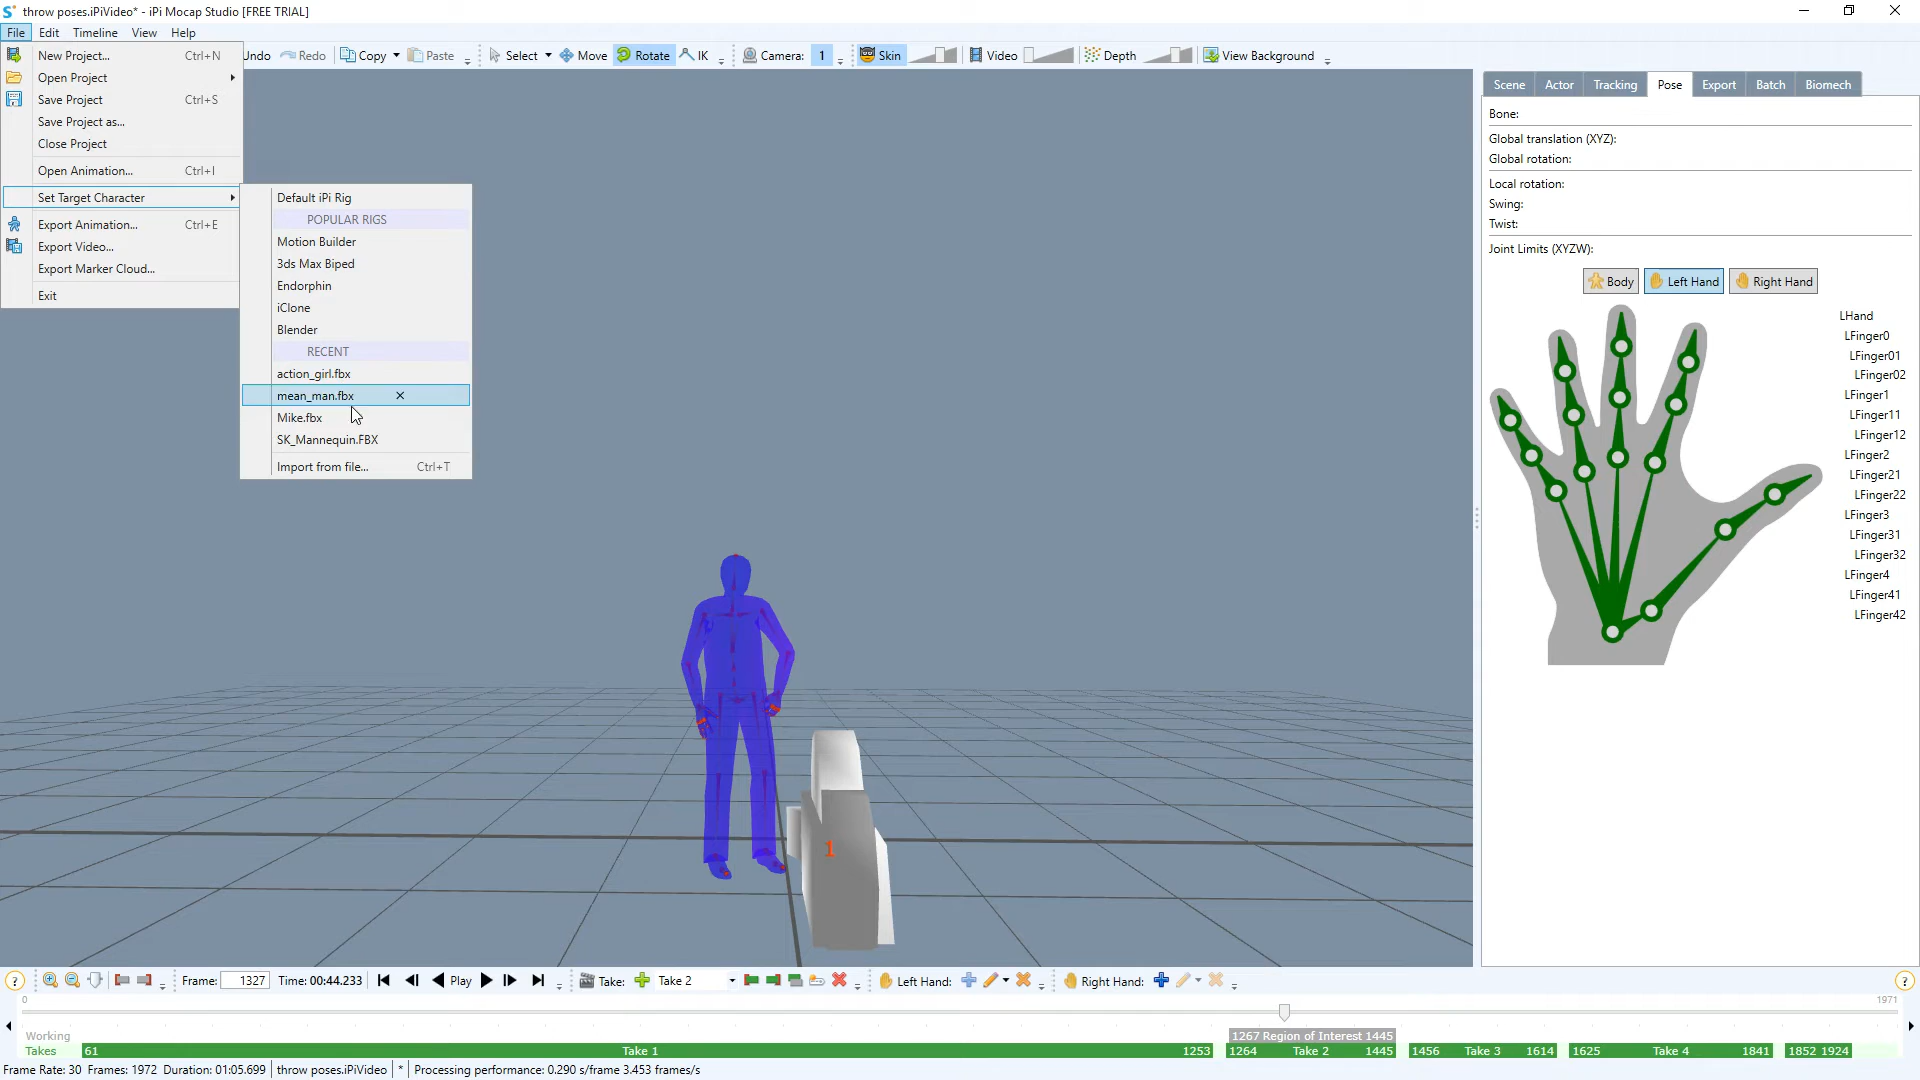 throw poses.iPiVideo* - iPi Mocap Studio [FREE TRIAL]
File Edit Timeline View Help
Undo Redo Copy Paste Select Move Rotate IK Camera: 1 Skin Video Depth View Background
New Project... Ctrl+N
Open Project
Save Project Ctrl+S
Save Project as...
Close Project
Open Animation... Ctrl+I
Set Target Character
Export Animation... Ctrl+E
Export Video...
Export Marker Cloud...
Exit
Default iPi Rig
POPULAR RIGS
Motion Builder
3ds Max Biped
Endorphin
iClone
Blender
RECENT
action_girl.fbx
mean_man.fbx
Mike.fbx
SK_Mannequin.FBX
Import from file... Ctrl+T
1
Scene Actor Tracking Pose Export Batch Biomech
Bone:
Global translation (XYZ):
Global rotation:
Local rotation:
Swing:
Twist:
Joint Limits (XYZW):
Body Left Hand Right Hand
LHand
LFinger0
LFinger01
LFinger02
LFinger1
LFinger11
LFinger12
LFinger2
LFinger21
LFinger22
LFinger3
LFinger31
LFinger32
LFinger4
LFinger41
LFinger42
? Frame: 1327 Time: 00:44.233 Play Take: Take 2 Left Hand: Right Hand: ?
0 1971
Working 1267 Region of Interest 1445
Takes 61 Take 1 1253 1264 Take 2 1445 1456 Take 3 1614 1625 Take 4 1841 1852 1924
Frame Rate: 30 Frames: 1972 Duration: 01:05.699 throw poses.iPiVideo * Processing performance: 0.290 s/frame 3.453 frames/s